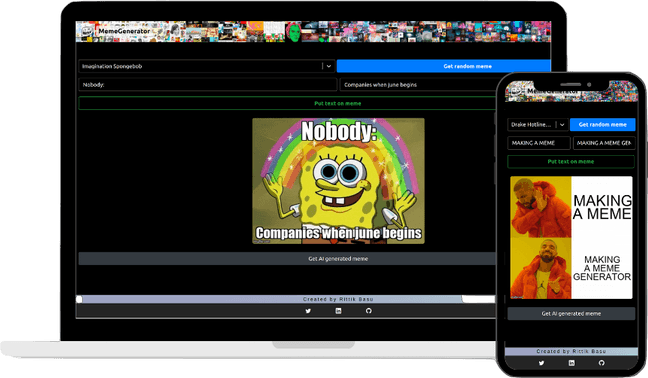 MemeGenerator
Imagination Spongebob
Get random meme
Nobody:
Companies when june begins
Put text on meme
Nobody:
Companies when june begins
Get AI generated meme
Created by Ritik Basu
MemeGenerator
Drake Hotline...
Get random meme
MAKING A MEME
MAKING A MEME GEN
Put text on meme
MAKING
A MEME
MAKING
A MEME
GENERATOR
Get AI generated meme
Created by Ritik Basu